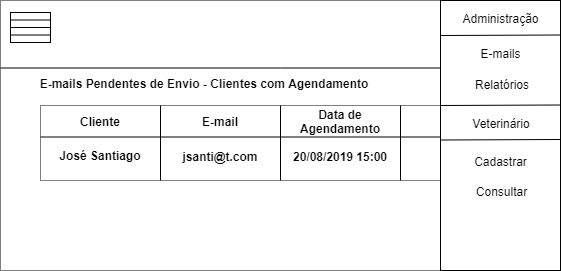 Administração
E-mails
Relatórios
Veterinário
Cadastrar
Consultar
E-mails Pendentes de Envio - Clientes com Agendamento
Cliente E-mail Data de
Agendamento
José Santiago jsanti@t.com 20/08/2019 15:00